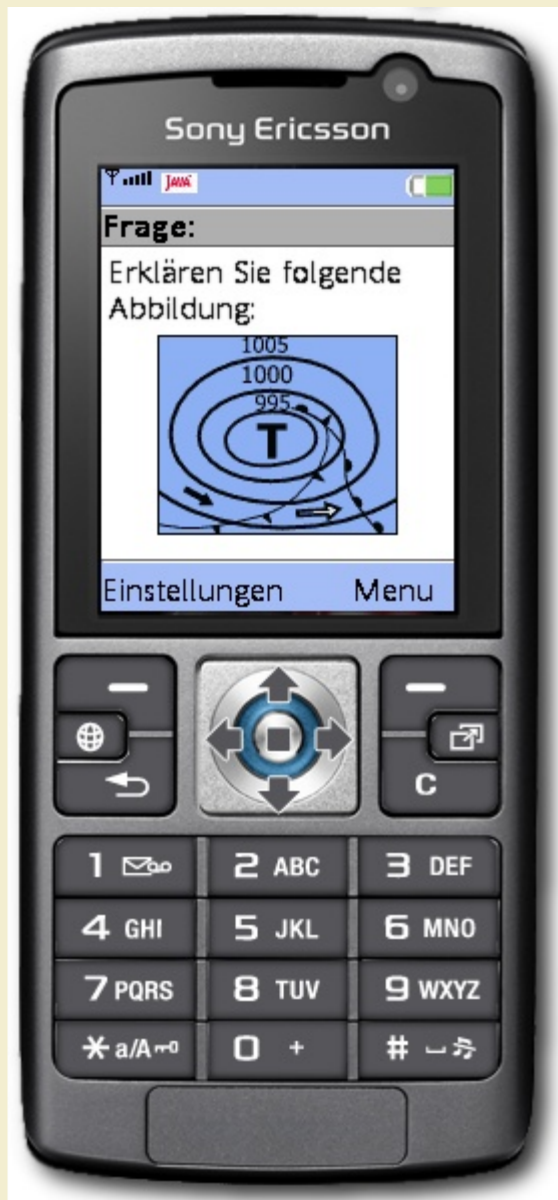 Sony Ericsson
JAVA
Frage:
Erklären Sie folgende
Abbildung:
1005
1000
995
T
Einstellungen Menu
C
1 2 ABC 3 DEF
4 GHI 5 JKL 6 MNO
7 PQRS 8 TUV 9 WXYZ
* a/A 0 + #